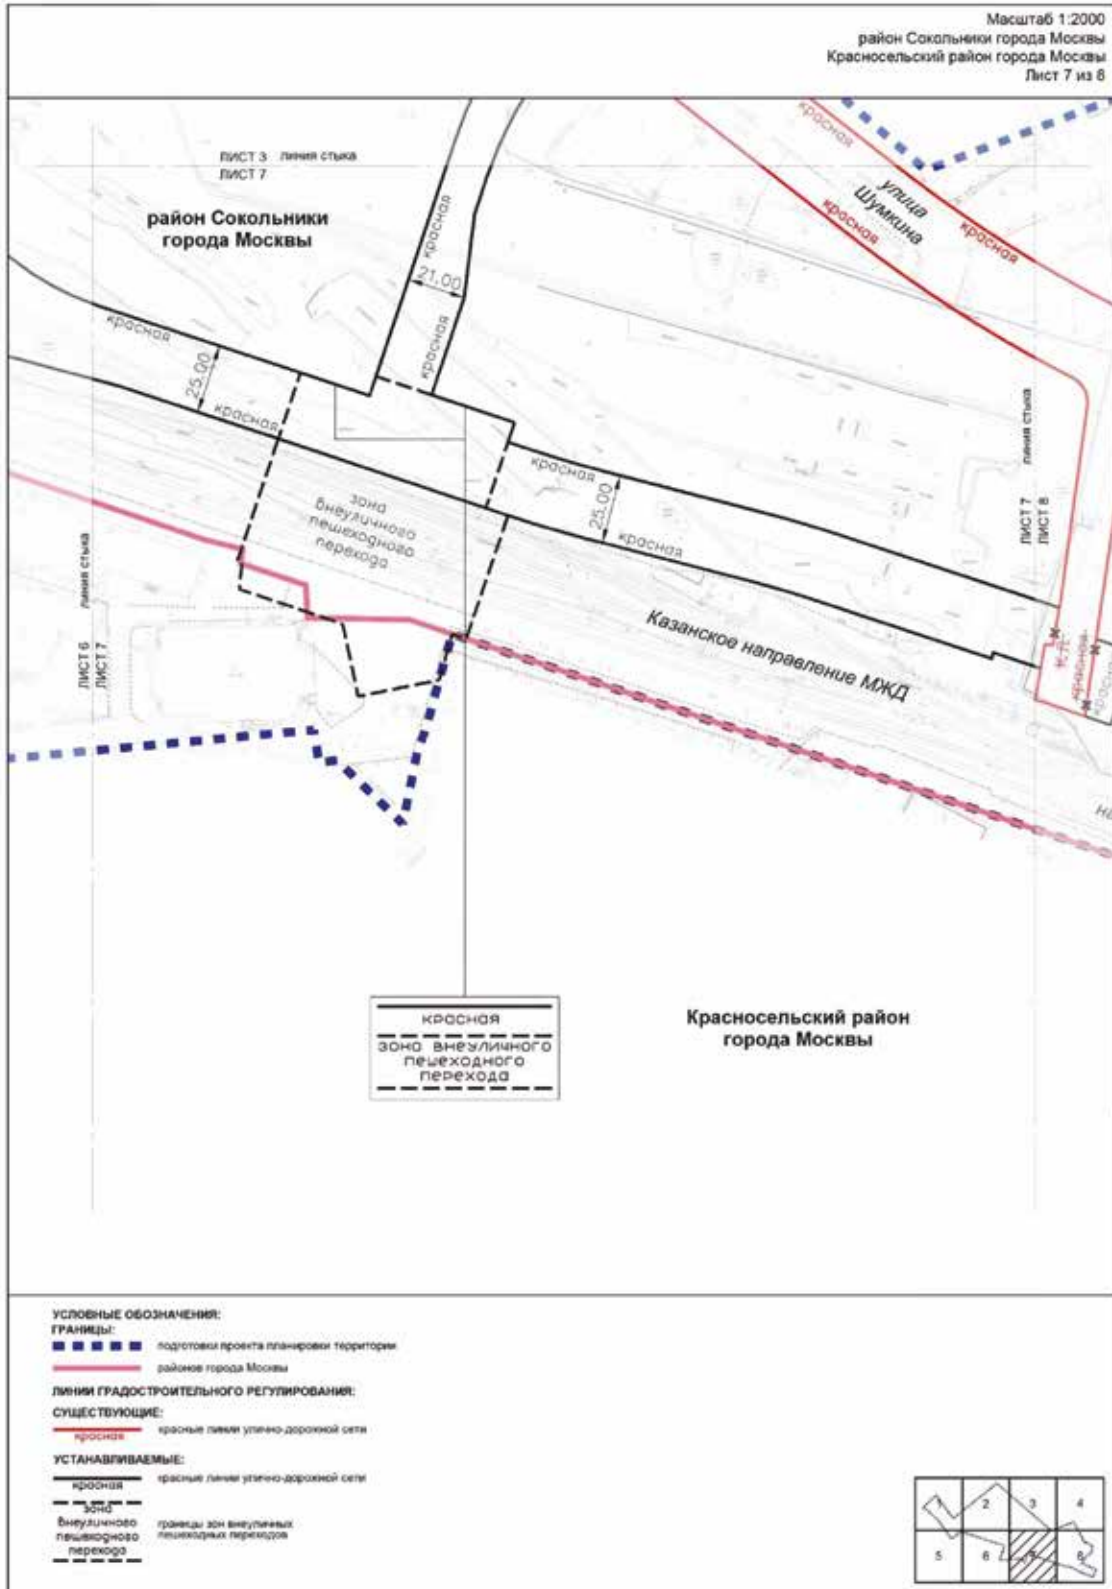 Масштаб 1:2000
район Сокольники города Москвы
Красносельский район города Москвы
Лист 7 из 8
ЛИСТ 3 линия стыка
ЛИСТ 7
район Сокольники
города Москвы
красная
улица
Шумкина
красная
красная
красная
21,00
красная
красная
25.00
красная
красная
25.00
красная
зона
внеуличного
пешеходного
перехода
линия стыка
ЛИСТ 7
ЛИСТ 8
линия стыка
ЛИСТ 6
ЛИСТ 7
Казанское направление МЖД
красная
красная
зона внеуличного
пешеходного
перехода
Красносельский район
города Москвы
УСЛОВНЫЕ ОБОЗНАЧЕНИЯ:
ГРАНИЦЫ:
подготовки проекта планировки территории
районов города Москвы
ЛИНИИ ГРАДОСТРОИТЕЛЬНОГО РЕГУЛИРОВАНИЯ:
СУЩЕСТВУЮЩИЕ:
красная красные линии улично-дорожной сети
УСТАНАВЛИВАЕМЫЕ:
красная красные линии улично-дорожной сети
зона
внеуличного
пешеходного
перехода
границы зон внеуличных
пешеходных переходов
1 2 3 4
5 6 7 8